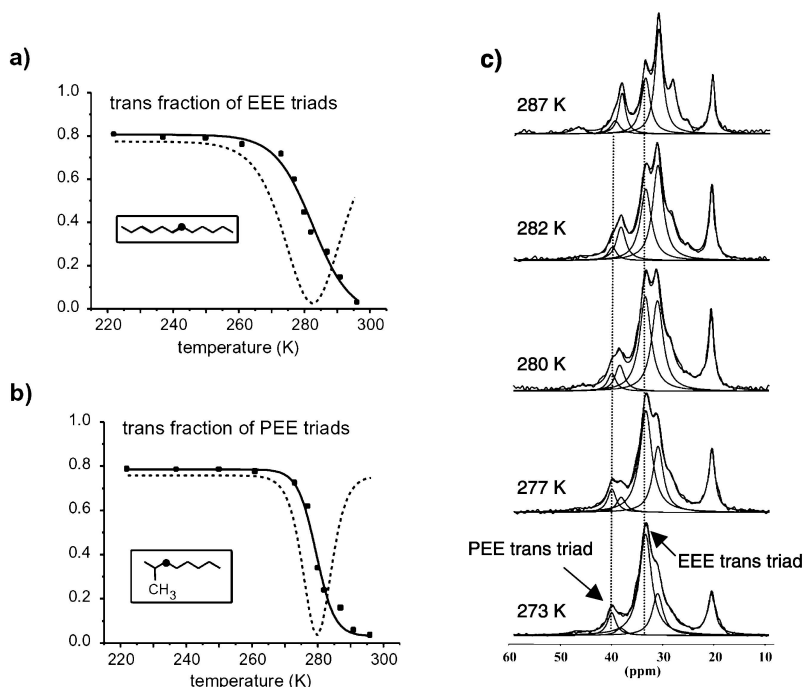 a)
trans fraction of EEE triads
1.0
0.8
0.6
0.4
0.2
0.0
220 240 260 280 300
temperature (K)
b)
trans fraction of PEE triads
1.0
0.8
0.6
0.4
0.2
0.0
CH3
220 240 260 280 300
temperature (K)
c)
287 K
282 K
280 K
277 K
PEE trans triad
EEE trans triad
273 K
60 50 40 30 20 10
(ppm)